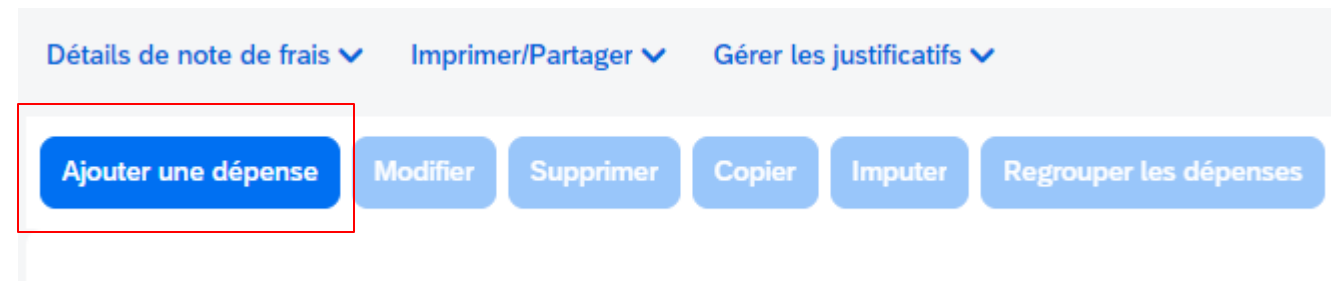 Détails de note de frais Imprimer/Partager Gérer les justificatifs
Ajouter une dépense Modifier Supprimer Copier Imputer Regrouper les dépenses